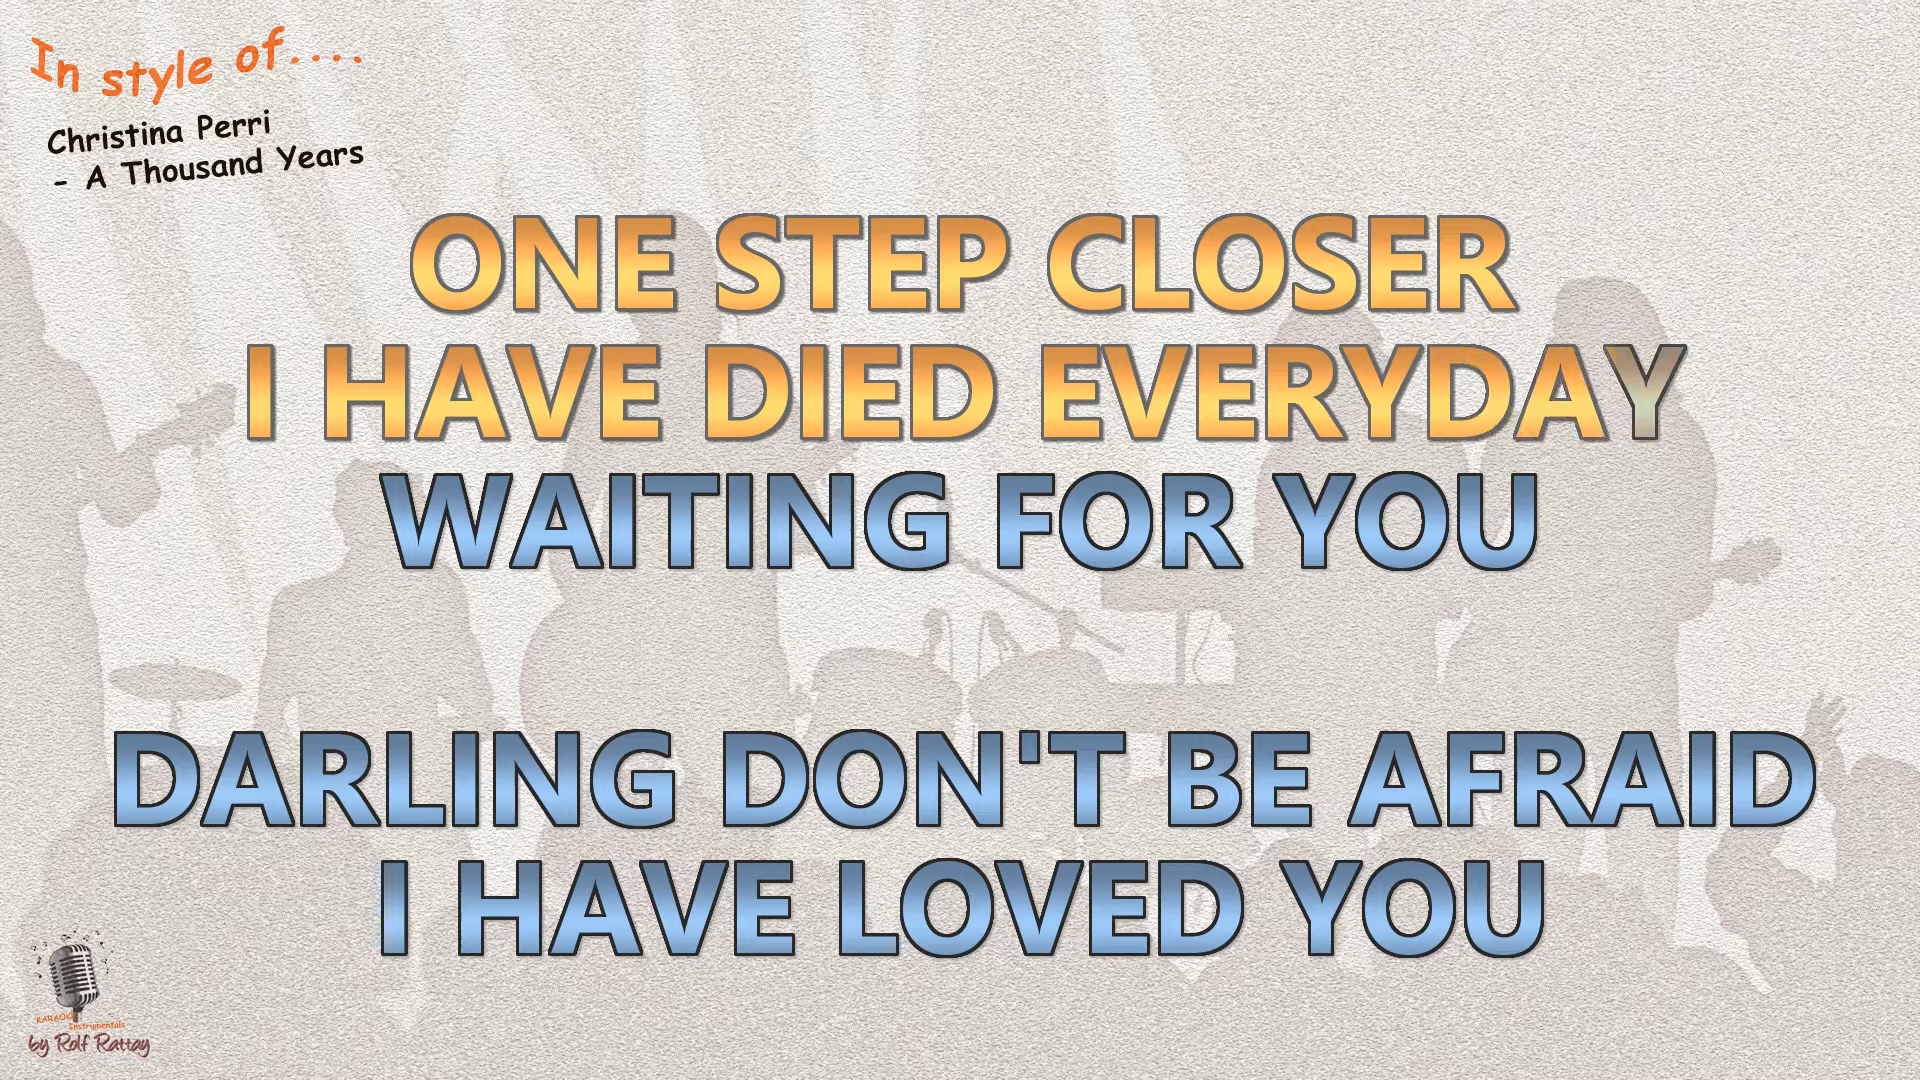 In style of....
Christina Perri
- A Thousand Years
ONE STEP CLOSER
I HAVE DIED EVERYDAY
WAITING FOR YOU
DARLING DON'T BE AFRAID
I HAVE LOVED YOU
KARAOKE
Instrumentals
by Rolf Rattay